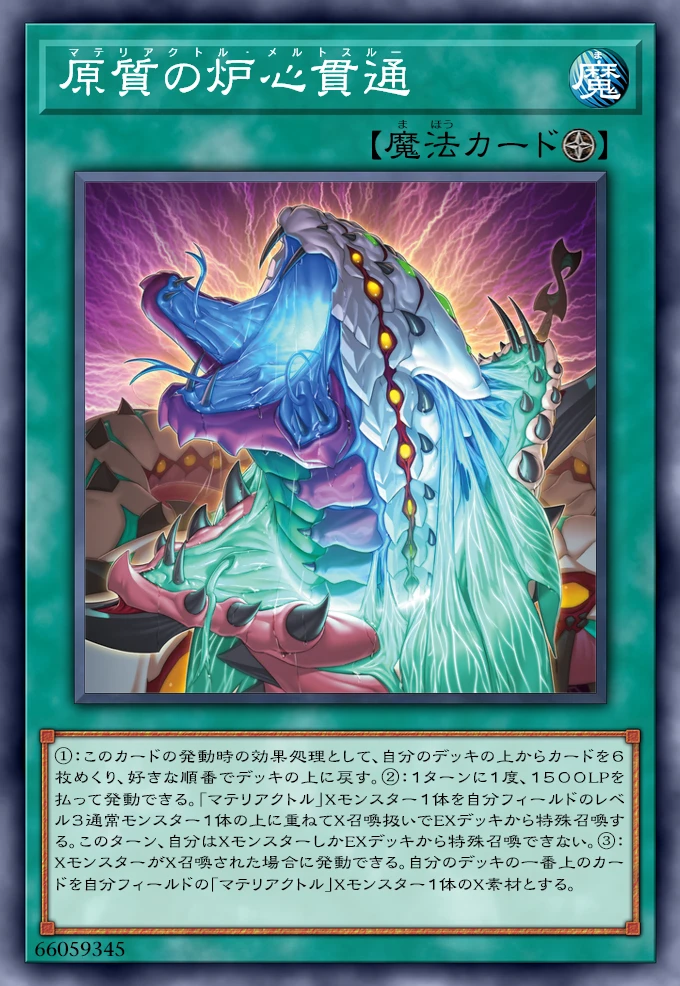 マテリアクトル・メルトスルー
原質の炉心貫通
ま
魔
ま ほう
【魔法カード】
①：このカードの発動時の効果処理として、自分のデッキの上からカードを６
枚めくり、好きな順番でデッキの上に戻す。②：１ターンに１度、１５００LPを
払って発動できる。「マテリアクトル」Xモンスター１体を自分フィールドのレベ
ル３通常モンスター１体の上に重ねてX召喚扱いでEXデッキから特殊召喚す
る。このターン、自分はXモンスターしかEXデッキから特殊召喚できない。③：
XモンスターがX召喚された場合に発動できる。自分のデッキの一番上のカー
ドを自分フィールドの「マテリアクトル」Xモンスター１体のX素材とする。
66059345